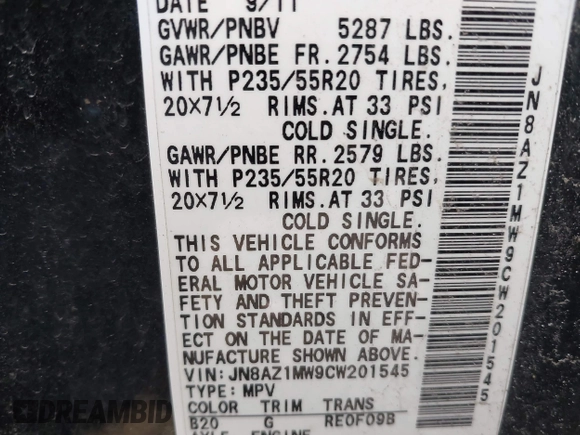 DATE 9/11
GVWR/PNBV 5287 LBS.
GAWR/PNBE FR. 2754 LBS.
WITH P235/55R20 TIRES,
20X7½ RIMS. AT 33 PSI
COLD SINGLE.
GAWR/PNBE RR. 2579 LBS.
WITH P235/55R20 TIRES,
20X7½ RIMS. AT 33 PSI
COLD SINGLE.
THIS VEHICLE CONFORMS
TO ALL APPLICABLE FED-
ERAL MOTOR VEHICLE SA-
FETY AND THEFT PREVEN-
TION STANDARDS IN EFF-
ECT ON THE DATE OF MA-
NUFACTURE SHOWN ABOVE.
VIN: JN8AZ1MW9CW201545
TYPE: MPV
COLOR TRIM TRANS
B20 G RE0F09B
AXLE ENGINE
JN8AZ1MW9CW201545
DREAMBID